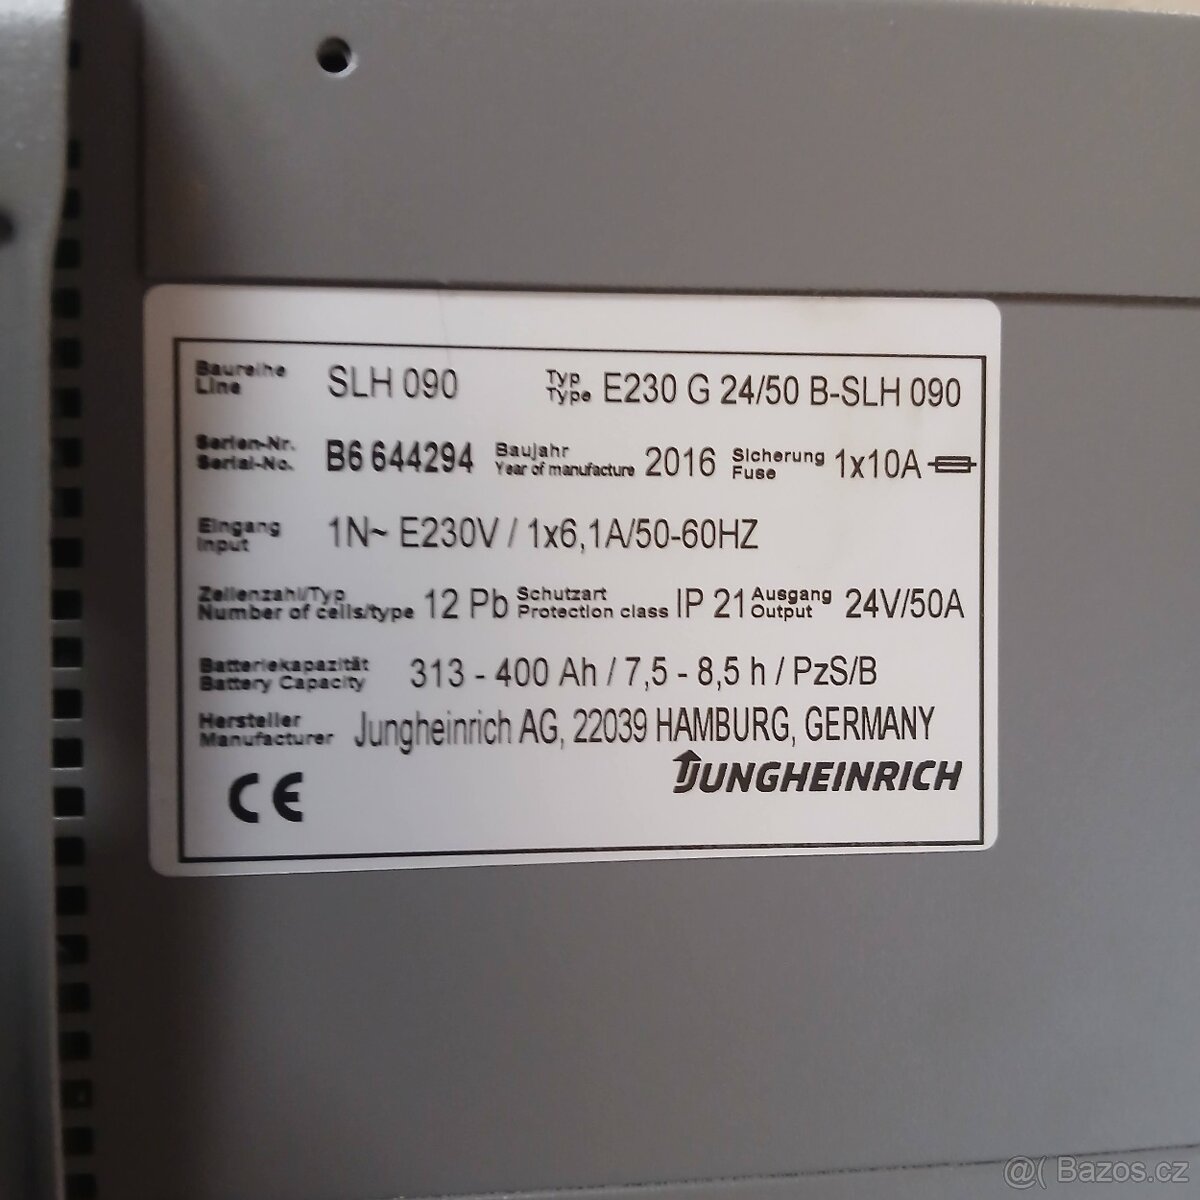 Baureihe
Line
SLH 090
Typ
Type
E230 G 24/50 B-SLH 090
Serien-Nr.
Serial-No.
B6 644294
Baujahr
Year of manufacture
2016
Sicherung
Fuse
1x10A
Eingang
Input
1N~ E230V / 1x6,1A/50-60HZ
Zellenzahl/Typ
Number of cells/type
12 Pb
Schutzart
Protection class
IP 21
Ausgang
Output
24V/50A
Batteriekapazität
Battery Capacity
313 - 400 Ah / 7,5 - 8,5 h / PzS/B
Hersteller
Manufacturer
Jungheinrich AG, 22039 HAMBURG, GERMANY
CE
JUNGHEINRICH
@( Bazos.cz